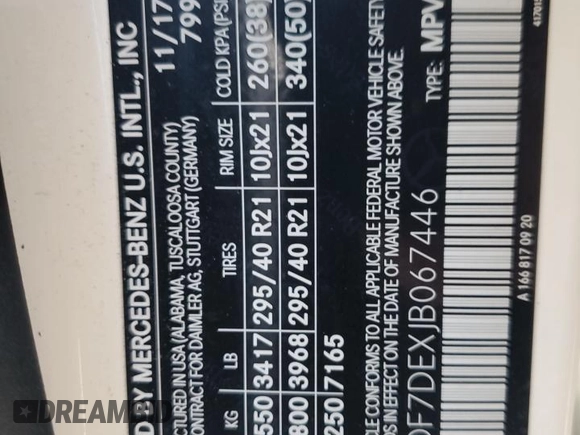 D BY MERCEDES-BENZ U.S. INTL., INC
11/17
CTURED IN USA (ALABAMA, TUSCALOOSA COUNTY)
CONTRACT FOR DAIMLER AG, STUTTGART (GERMANY)
799
KG LB TIRES RIM SIZE COLD KPA (PSI
550 3417 295/40 R21 10Jx21 260(38)
800 3968 295/40 R21 10Jx21 340(50)
250 7165
LE CONFORMS TO ALL APPLICABLE FEDERAL MOTOR VEHICLE SAFETY
S IN EFFECT ON THE DATE OF MANUFACTURE SHOWN ABOVE.
DF7DEXJB067446 TYPE: MPV
A 166 817 09 20
DREAMBID